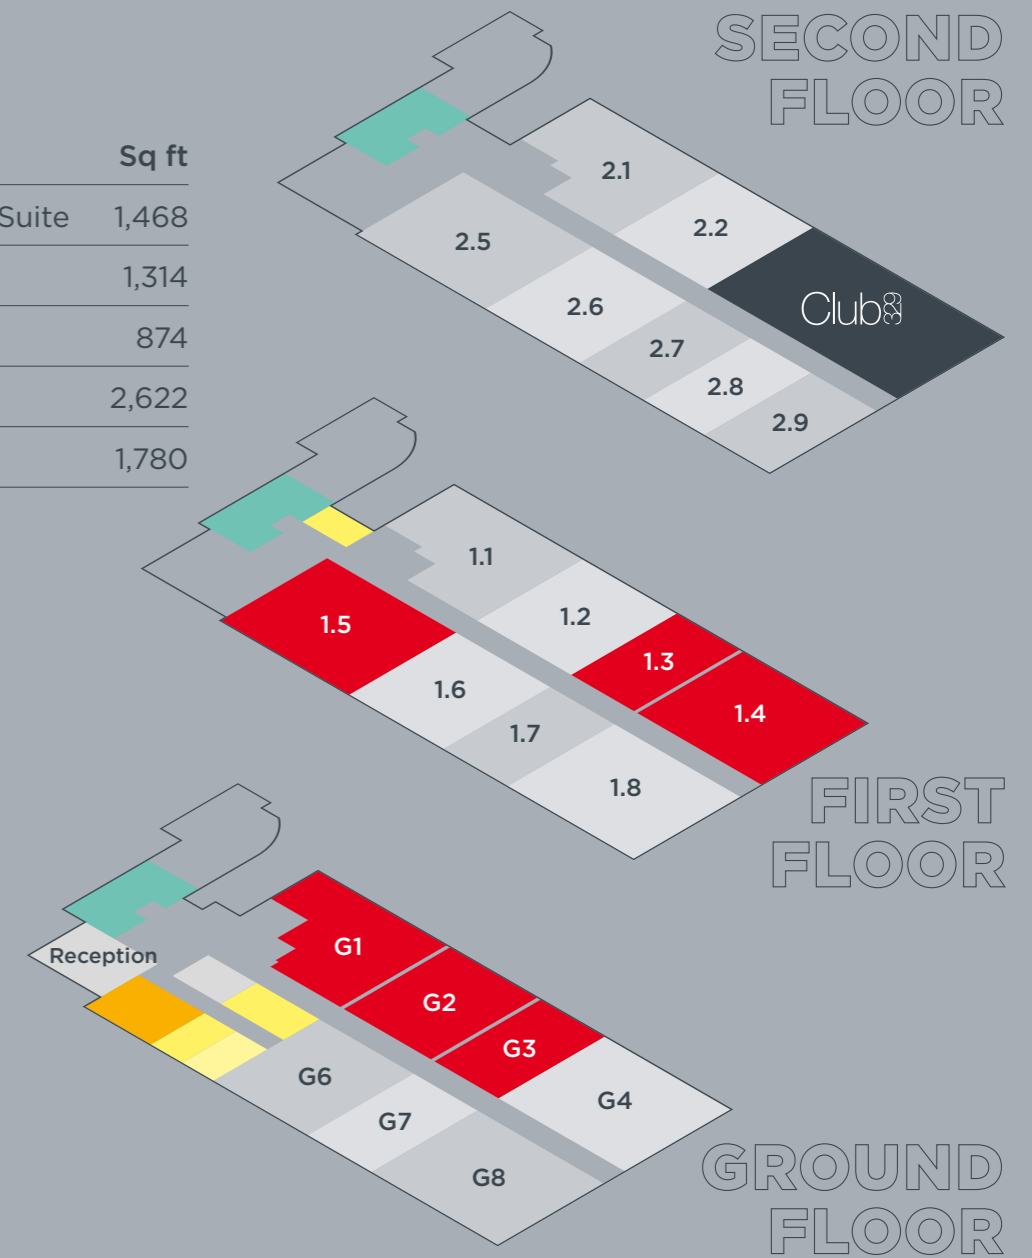 SECOND
FLOOR
Sq ft
Suite 1,468
1,314
874
2,622
1,780
2.1
2.2
2.5
Club 329
2.6
2.7
2.8
2.9
1.1
1.2
1.5
1.3
1.6
1.4
1.7
1.8
FIRST
FLOOR
G1
Reception
G2
G3
G6
G4
G7
G8
GROUND
FLOOR